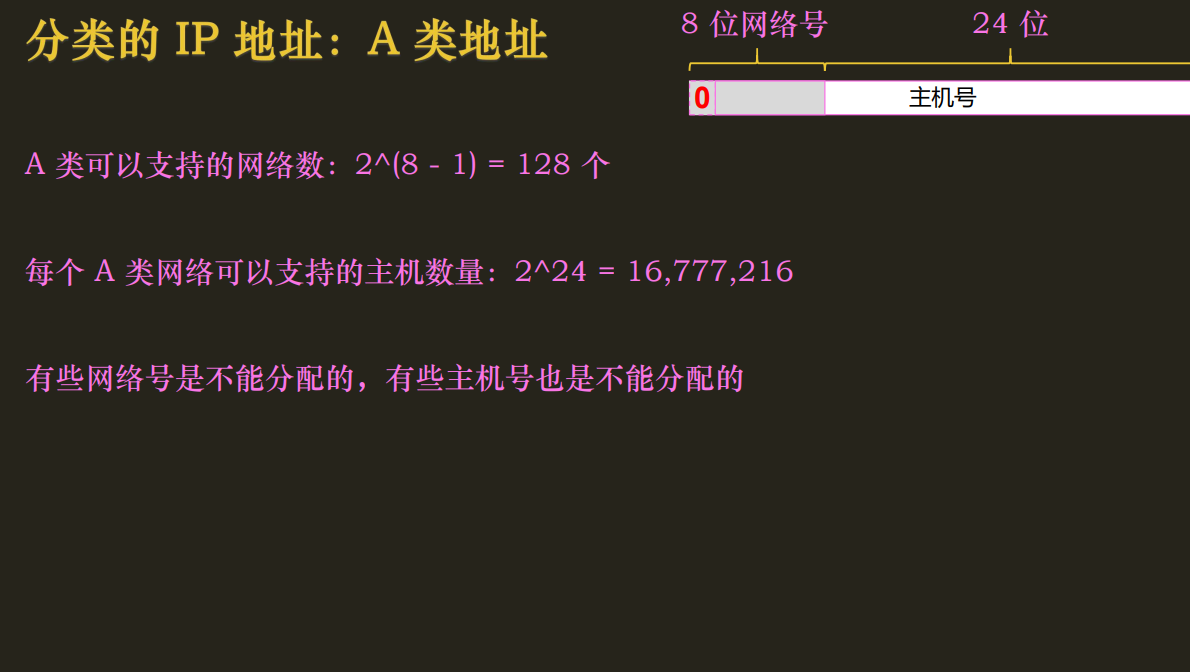 分类的 IP 地址：A 类地址
8 位网络号
24 位
0
主机号
A 类可以支持的网络数：2^(8 - 1) = 128 个
每个 A 类网络可以支持的主机数量：2^24 = 16,777,216
有些网络号是不能分配的，有些主机号也是不能分配的